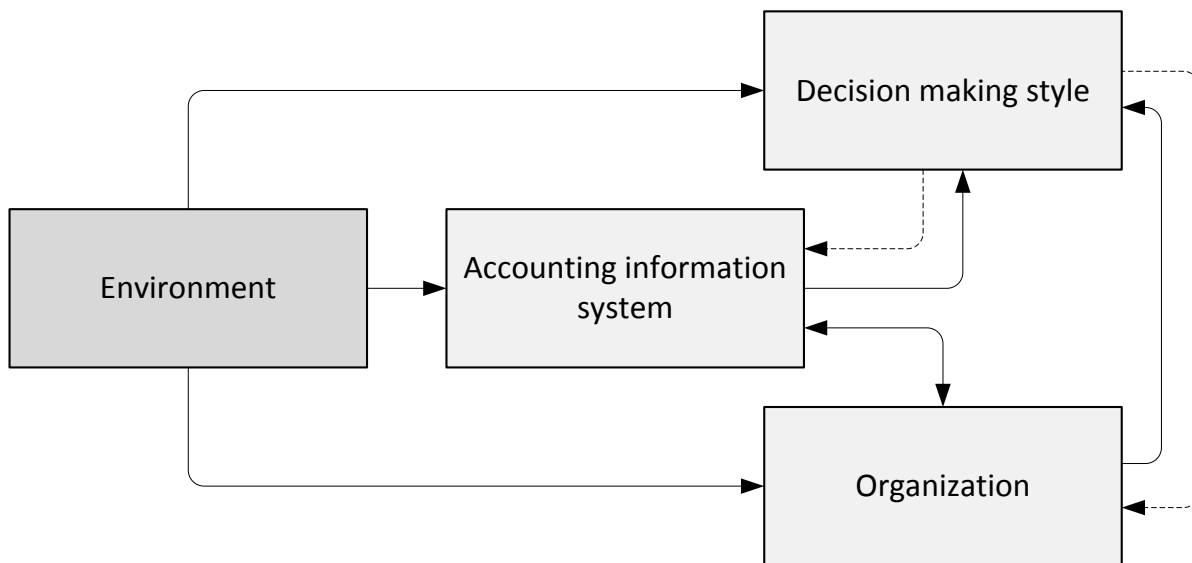 Decision making style
Environment
Accounting information
system
Organization